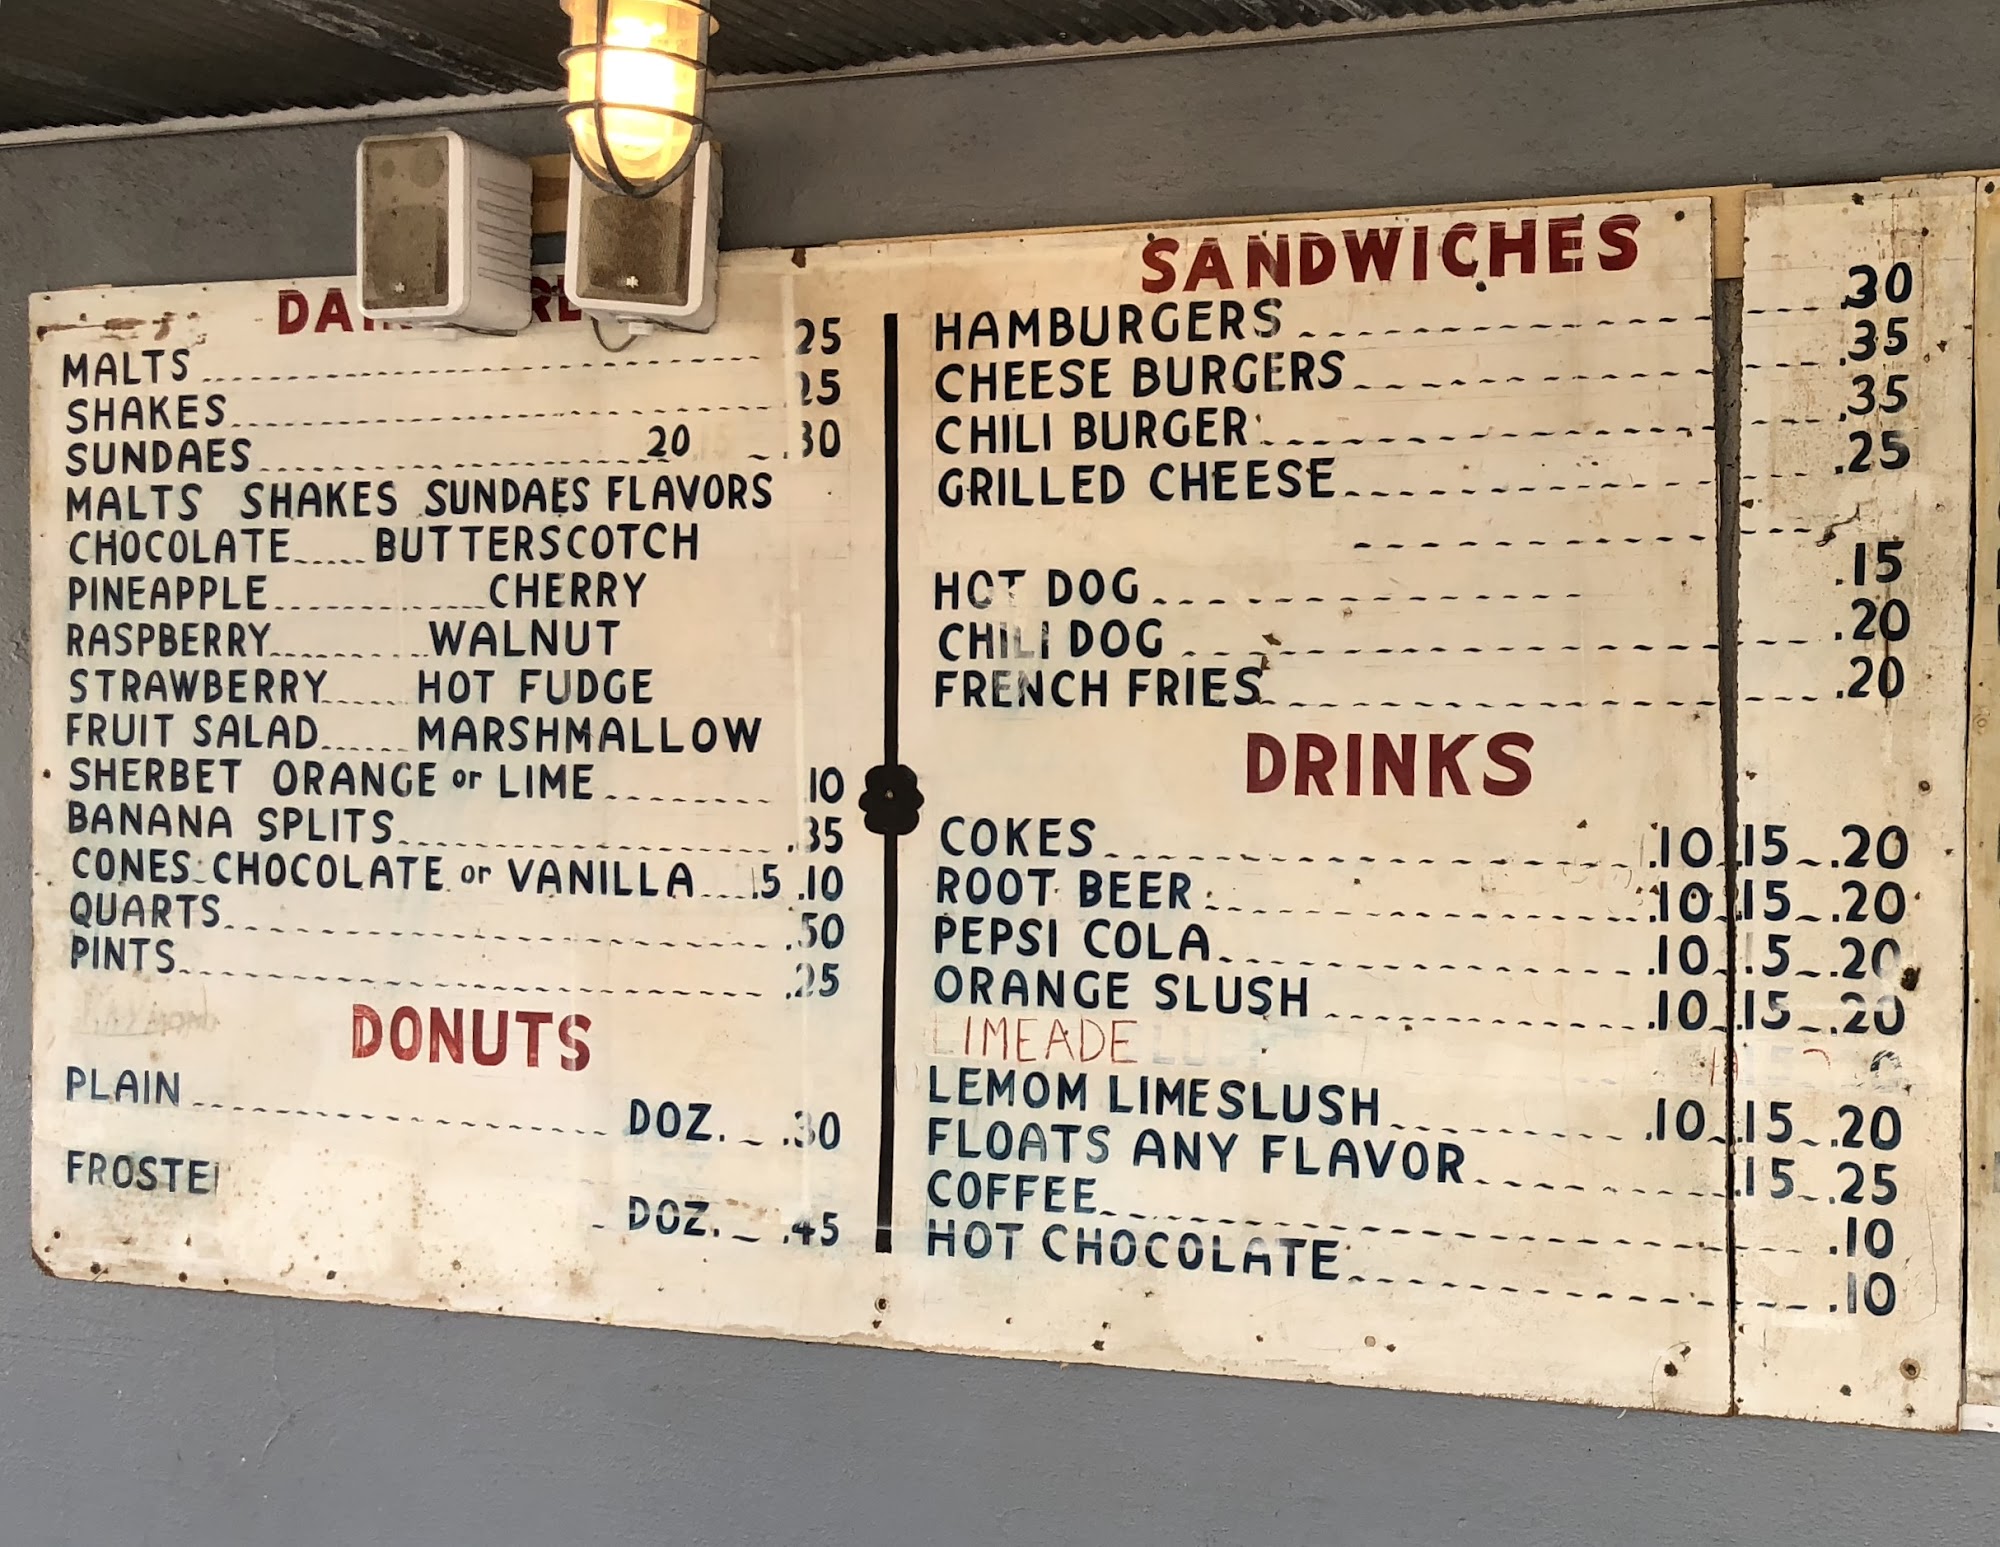 MALTS 25
SHAKES 25
SUNDAES 20 .30
MALTS SHAKES SUNDAES FLAVORS
CHOCOLATE BUTTERSCOTCH
PINEAPPLE CHERRY
RASPBERRY WALNUT
STRAWBERRY HOT FUDGE
FRUIT SALAD MARSHMALLOW
SHERBET ORANGE or LIME .10
BANANA SPLITS .35
CONES CHOCOLATE or VANILLA .5 .10
QUARTS .50
PINTS .25
DONUTS
PLAIN DOZ. .30
FROSTE
DOZ. .45
SANDWICHES
HAMBURGERS .30
CHEESE BURGERS .35
CHILI BURGER .35
GRILLED CHEESE .25
HOT DOG .15
CHILI DOG .20
FRENCH FRIES .20
DRINKS
COKES .10 .15 .20
ROOT BEER .10 .15 .20
PEPSI COLA .10 .15 .20
ORANGE SLUSH .10 .15 .20
LIMEADE
LEMOM LIME SLUSH .10 .15 .20
FLOATS ANY FLAVOR .15 .25
COFFEE .10
HOT CHOCOLATE .10